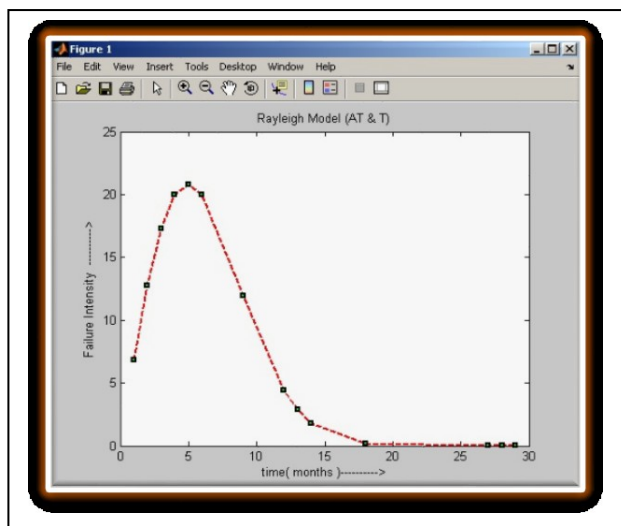 Figure 1
File Edit View Insert Tools Desktop Window Help
Rayleigh Model (AT & T)
25
20
15
10
5
0
Failure Intensity ---------->
0 5 10 15 20 25 30
time( months )--------->